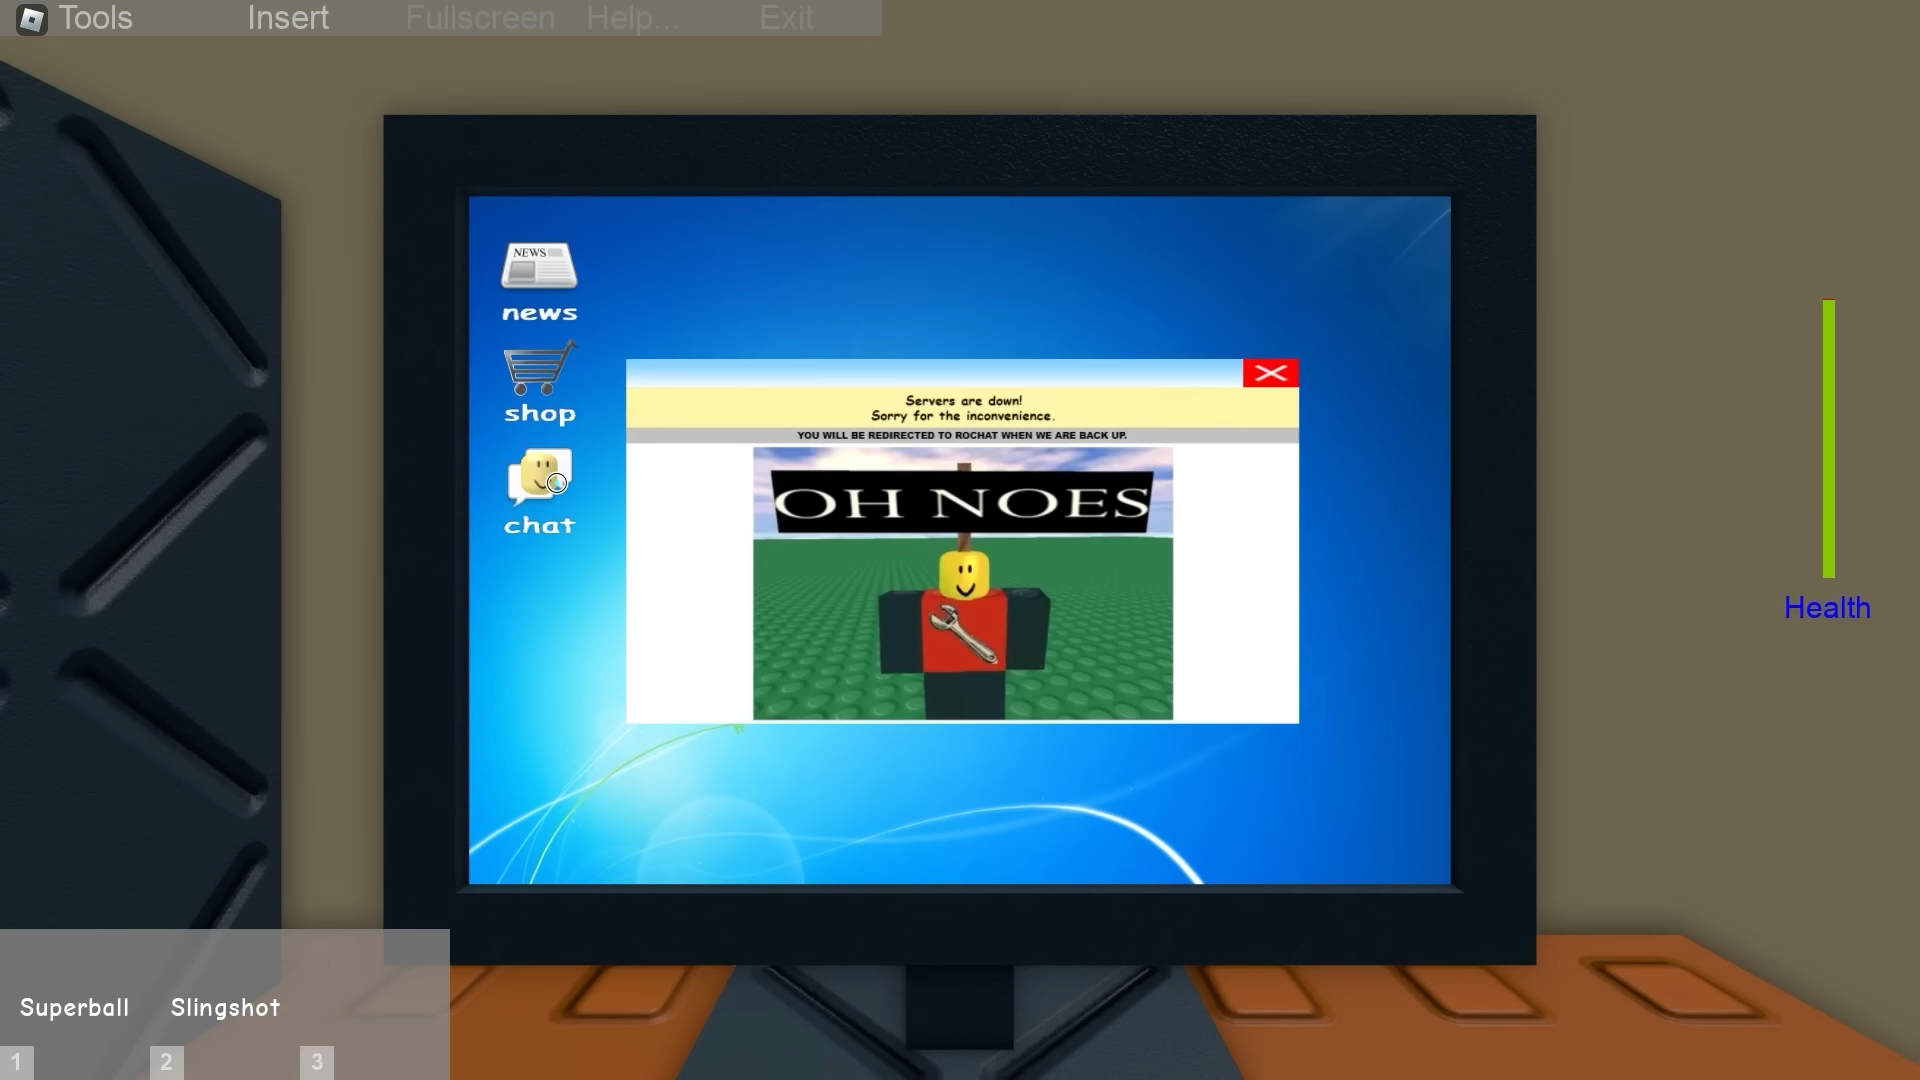 Tools Insert Fullscreen Help... Exit
NEWS
news
shop
chat
Servers are down!
Sorry for the inconvenience.
YOU WILL BE REDIRECTED TO ROCHAT WHEN WE ARE BACK UP.
OH NOES
Health
Superball Slingshot
1 2 3